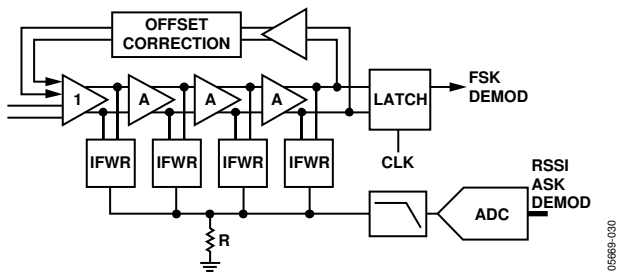 OFFSET
CORRECTION
1
A
A
A
LATCH
FSK
DEMOD
IFWR
IFWR
IFWR
IFWR
CLK
RSSI
ASK
DEMOD
ADC
R
05669-030